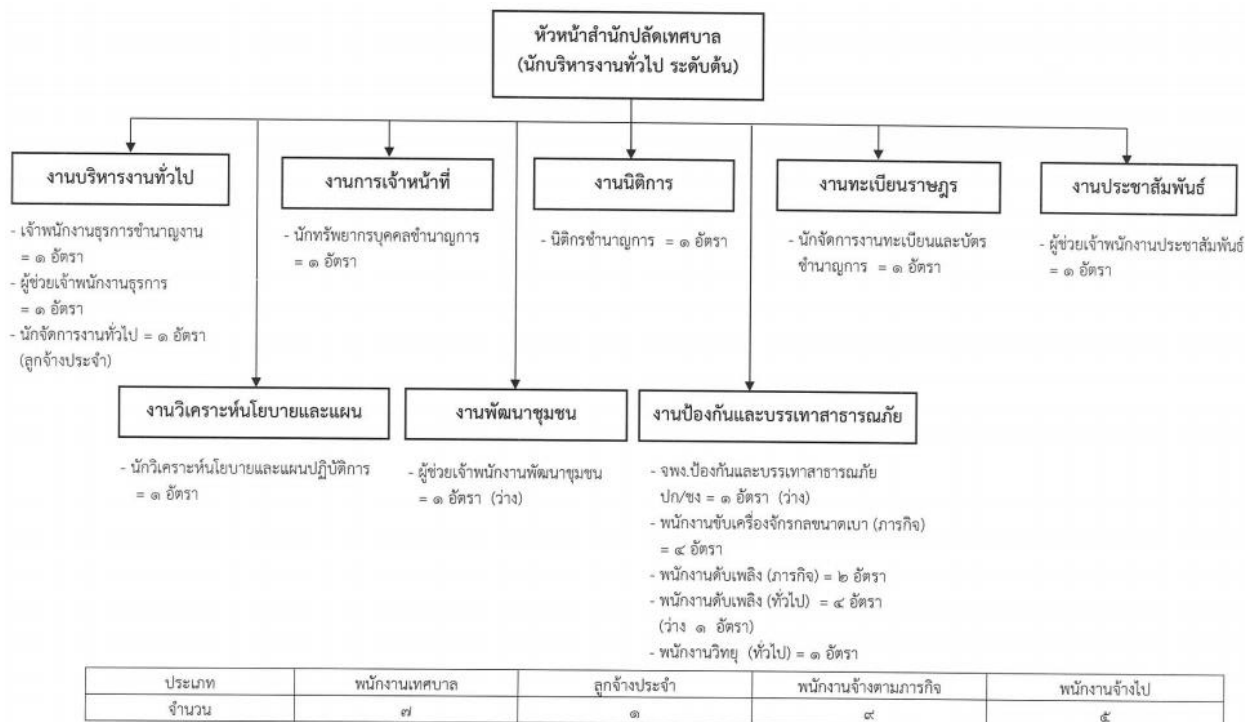 หัวหน้าสำนักปลัดเทศบาล
(นักบริหารงานทั่วไป ระดับต้น)
งานบริหารงานทั่วไป
งานการเจ้าหน้าที่
งานนิติการ
งานทะเบียนราษฎร
งานประชาสัมพันธ์
- เจ้าพนักงานธุรการชำนาญงาน
= ๑ อัตรา
- ผู้ช่วยเจ้าพนักงานธุรการ
= ๑ อัตรา
- นักจัดการงานทั่วไป = ๑ อัตรา
(ลูกจ้างประจำ)
- นักทรัพยากรบุคคลชำนาญการ
= ๑ อัตรา
- นิติกรชำนาญการ = ๑ อัตรา
- นักจัดการงานทะเบียนและบัตร
ชำนาญการ = ๑ อัตรา
- ผู้ช่วยเจ้าพนักงานประชาสัมพันธ์
= ๑ อัตรา
งานวิเคราะห์นโยบายและแผน
งานพัฒนาชุมชน
งานป้องกันและบรรเทาสาธารณภัย
- นักวิเคราะห์นโยบายและแผนปฏิบัติการ
= ๑ อัตรา
- ผู้ช่วยเจ้าพนักงานพัฒนาชุมชน
= ๑ อัตรา (ว่าง)
- จพง.ป้องกันและบรรเทาสาธารณภัย
ปก/ชง = ๑ อัตรา (ว่าง)
- พนักงานขับเครื่องจักรกลขนาดเบา (ภารกิจ)
= ๔ อัตรา
- พนักงานดับเพลิง (ภารกิจ) = ๒ อัตรา
- พนักงานดับเพลิง (ทั่วไป) = ๔ อัตรา
(ว่าง ๑ อัตรา)
- พนักงานวิทยุ (ทั่วไป) = ๑ อัตรา
ประเภท พนักงานเทศบาล ลูกจ้างประจำ พนักงานจ้างตามภารกิจ พนักงานจ้างไป
จำนวน ๗ ๑ ๙ ๕